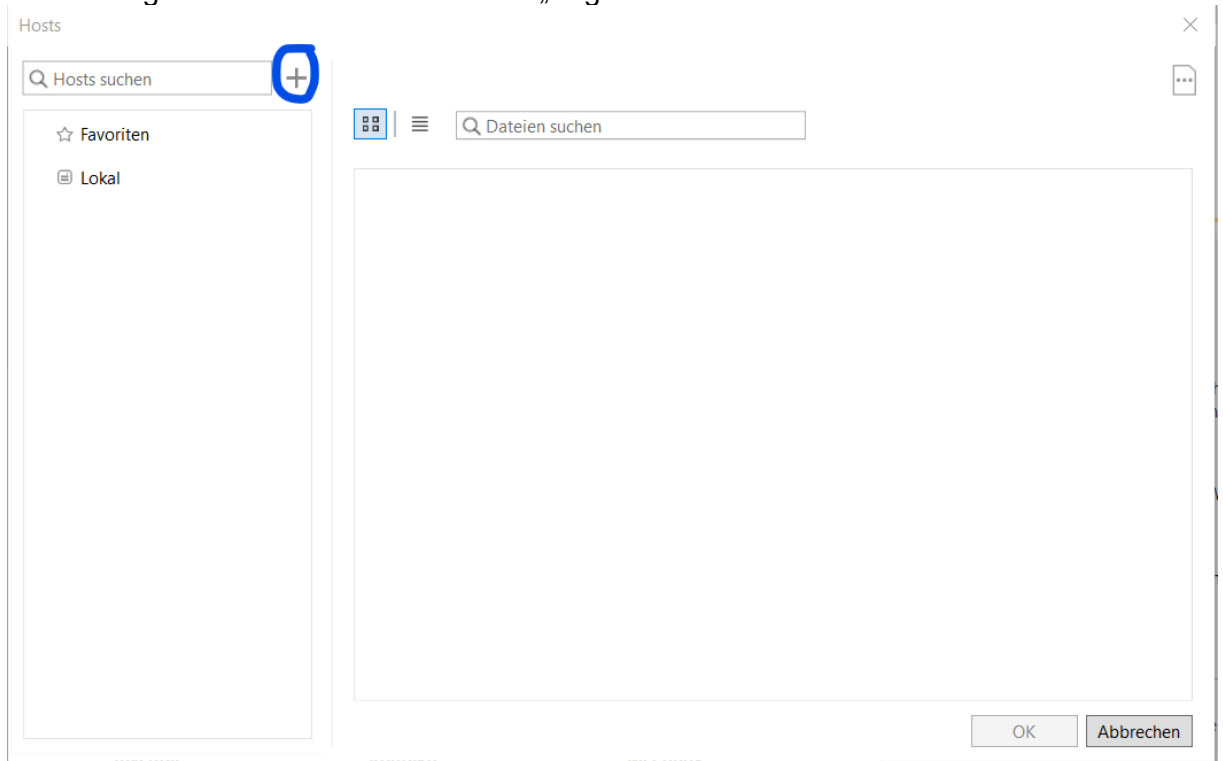 Hosts
Hosts suchen
Favoriten
Lokal
Dateien suchen
OK
Abbrechen